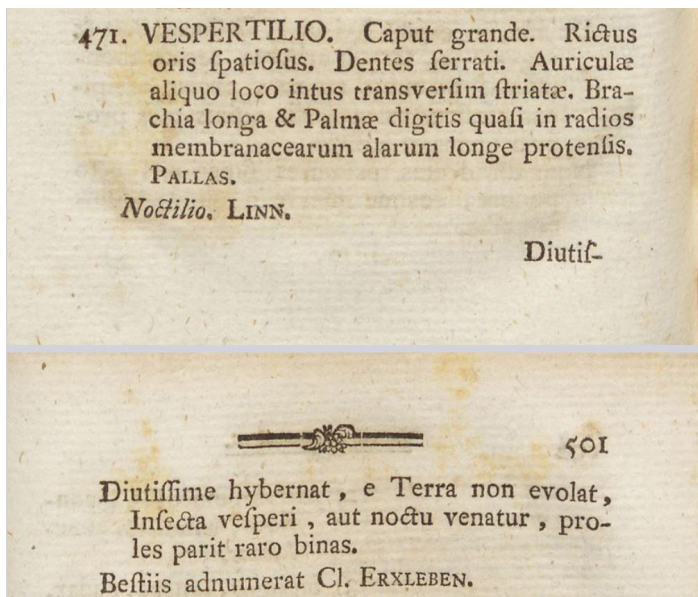 471. VESPERTILIO. Caput grande. Rictus
oris ſpatioſus. Dentes ſerrati. Auriculæ
aliquo loco intus transverſim ſtriatæ. Bra-
chia longa & Palmæ digitis quaſi in radios
membranacearum alarum longe protenſis.
PALLAS.
Noctilio. LINN.
Diutiſ-
501
Diutiſſime hybernat, e Terra non evolat,
Inſecta veſperi, aut noctu venatur, pro-
les parit raro binas.
Beſtiis adnumerat Cl. ERXLEBEN.